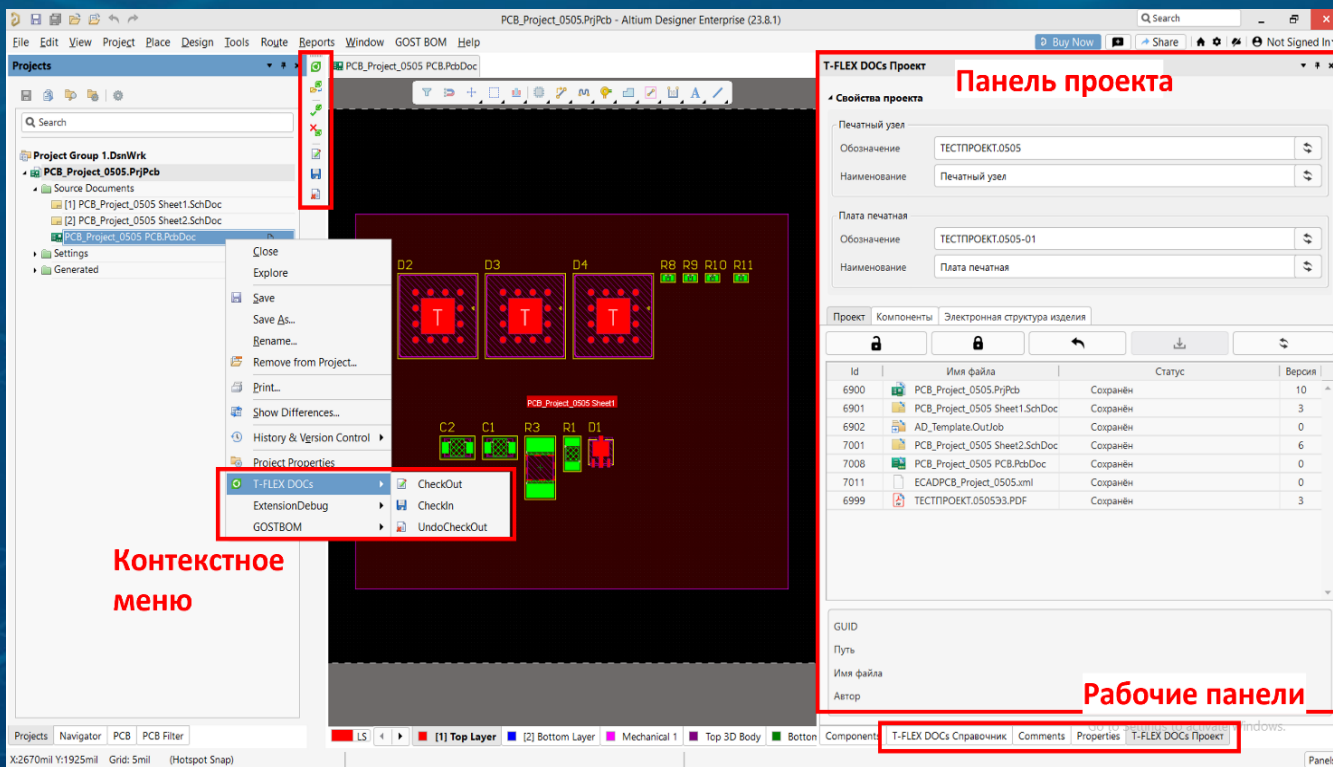 PCB_Project_0505.PrjPcb - Altium Designer Enterprise (23.8.1)
Search
File Edit View Project Place Design Tools Route Reports Window GOST BOM Help
Buy Now
Share
Not Signed In
Projects
PCB_Project_0505 PCB.PcbDoc
T-FLEX DOCs Проект
Панель проекта
Search
Project Group 1.DsnWrk
PCB_Project_0505.PrjPcb
Source Documents
[1] PCB_Project_0505 Sheet1.SchDoc
[2] PCB_Project_0505 Sheet2.SchDoc
PCB_Project_0505 PCB.PcbDoc
Settings
Generated
Close
Explore
Save
Save As...
Rename...
Remove from Project...
Print...
Show Differences...
History & Version Control
Project Properties
T-FLEX DOCs
ExtensionDebug
GOSTBOM
CheckOut
CheckIn
UndoCheckOut
Контекстное
меню
D2 D3 D4 R8 R9 R10 R11
T T T
PCB_Project_0505 Sheet1
C2 C1 R3 R1 D1
Свойства проекта
Печатный узел
Обозначение ТЕСТПРОЕКТ.0505
Наименование Печатный узел
Плата печатная
Обозначение ТЕСТПРОЕКТ.0505-01
Наименование Плата печатная
Проект Компоненты Электронная структура изделия
Id Имя файла Статус Версия
6900 PCB_Project_0505.PrjPcb Сохранён 10
6901 PCB_Project_0505 Sheet1.SchDoc Сохранён 3
6902 AD_Template.OutJob Сохранён 0
7001 PCB_Project_0505 Sheet2.SchDoc Сохранён 6
7008 PCB_Project_0505 PCB.PcbDoc Сохранён 0
7011 ECADPCB_Project_0505.xml Сохранён 0
6999 ТЕСТПРОЕКТ.0505Э3.PDF Сохранён 3
GUID
Путь
Имя файла
Автор
Рабочие панели
Go to Settings to activate Windows.
Projects Navigator PCB PCB Filter
LS [1] Top Layer [2] Bottom Layer Mechanical 1 Top 3D Body Botton
Components T-FLEX DOCs Справочник Comments Properties T-FLEX DOCs Проект
X:2670mil Y:1925mil Grid: 5mil (Hotspot Snap)
Panels